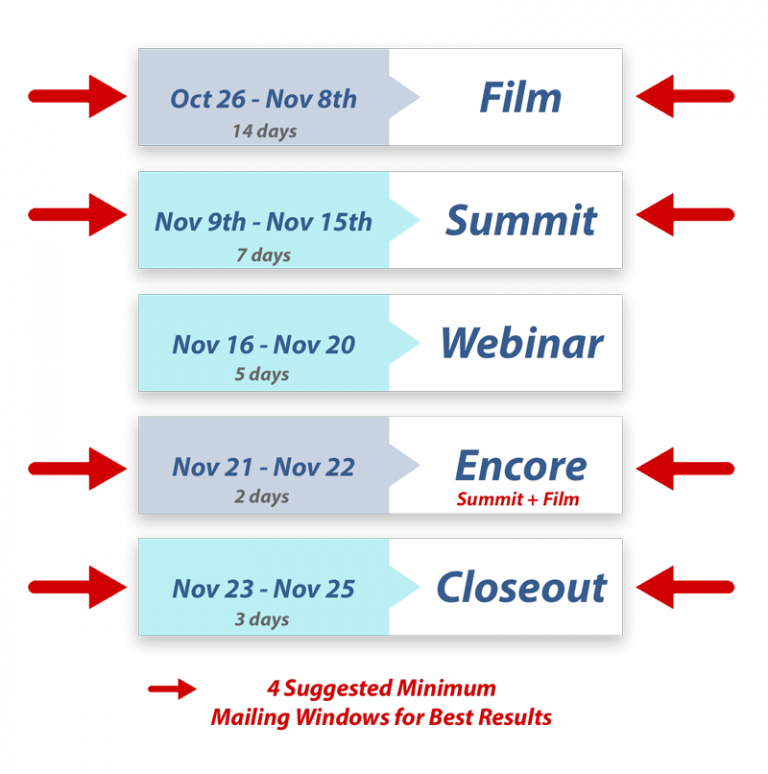 Oct 26 - Nov 8th
14 days
Film
Nov 9th - Nov 15th
7 days
Summit
Nov 16 - Nov 20
5 days
Webinar
Nov 21 - Nov 22
2 days
Encore
Summit + Film
Nov 23 - Nov 25
3 days
Closeout
4 Suggested Minimum
Mailing Windows for Best Results